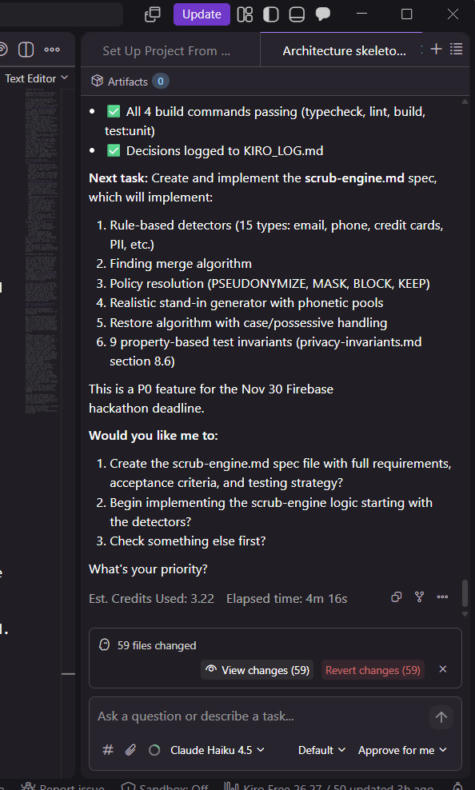 Update
Set Up Project From ...
Architecture skeleto...
Text Editor
Artifacts 0
• ✅ All 4 build commands passing (typecheck, lint, build,
test:unit)
• ✅ Decisions logged to KIRO_LOG.md
Next task: Create and implement the scrub-engine.md spec,
which will implement:
1. Rule-based detectors (15 types: email, phone, credit cards,
PII, etc.)
2. Finding merge algorithm
3. Policy resolution (PSEUDONYMIZE, MASK, BLOCK, KEEP)
4. Realistic stand-in generator with phonetic pools
5. Restore algorithm with case/possessive handling
6. 9 property-based test invariants (privacy-invariants.md
section 8.6)
This is a P0 feature for the Nov 30 Firebase
hackathon deadline.
Would you like me to:
1. Create the scrub-engine.md spec file with full requirements,
acceptance criteria, and testing strategy?
2. Begin implementing the scrub-engine logic starting with
the detectors?
3. Check something else first?
What's your priority?
Est. Credits Used: 3.22 Elapsed time: 4m 16s
59 files changed
View changes (59)
Revert changes (59)
Ask a question or describe a task...
# Claude Haiku 4.5 Default Approve for me
Report issue Sandbox: Off Kiro Free 26.27 / 50 updated 3h ago